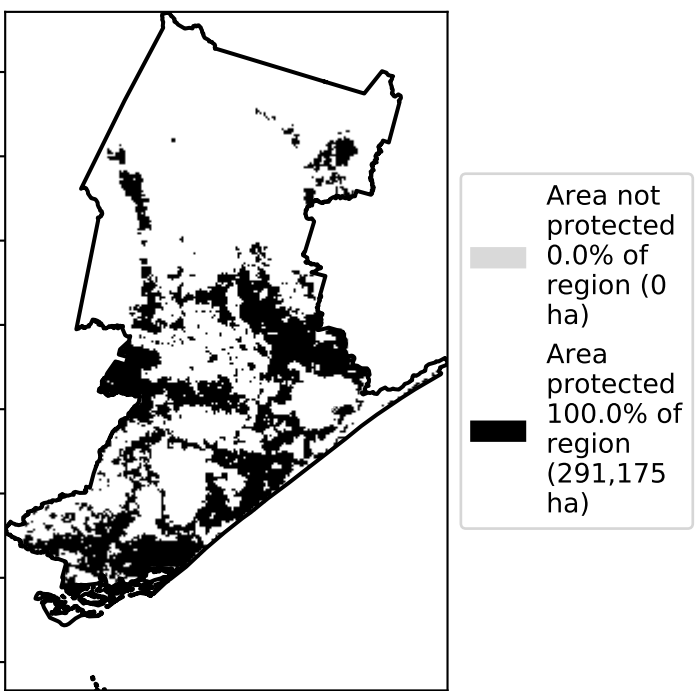 Area not
protected
0.0% of
region (0
ha)
Area
protected
100.0% of
region
(291,175
ha)